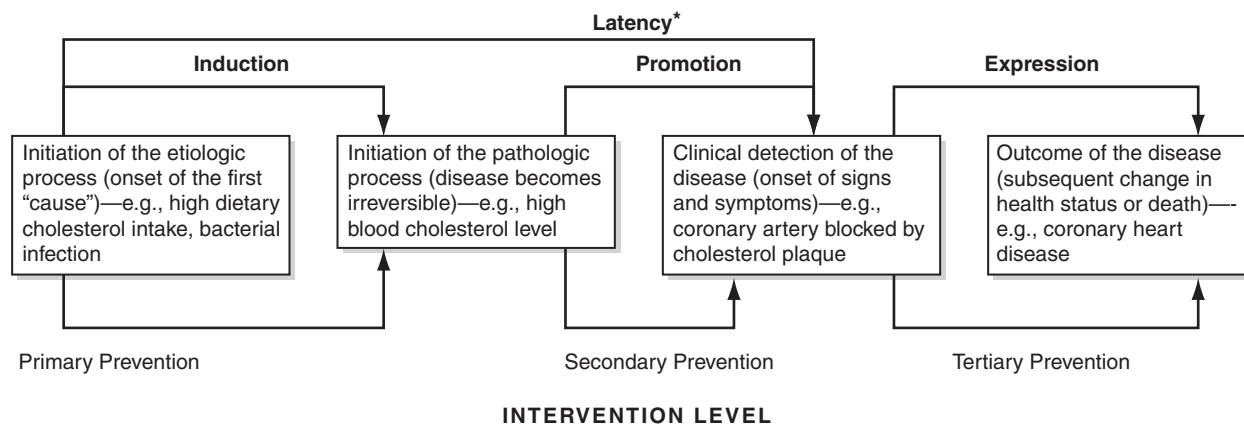 Latency*
Induction
Promotion
Expression
Initiation of the etiologic
process (onset of the first
“cause”)—e.g., high dietary
cholesterol intake, bacterial
infection
Initiation of the pathologic
process (disease becomes
irreversible)—e.g., high
blood cholesterol level
Clinical detection of the
disease (onset of signs
and symptoms)—e.g.,
coronary artery blocked by
cholesterol plaque
Outcome of the disease
(subsequent change in
health status or death)—-
e.g., coronary heart
disease
Primary Prevention
Secondary Prevention
Tertiary Prevention
INTERVENTION LEVEL